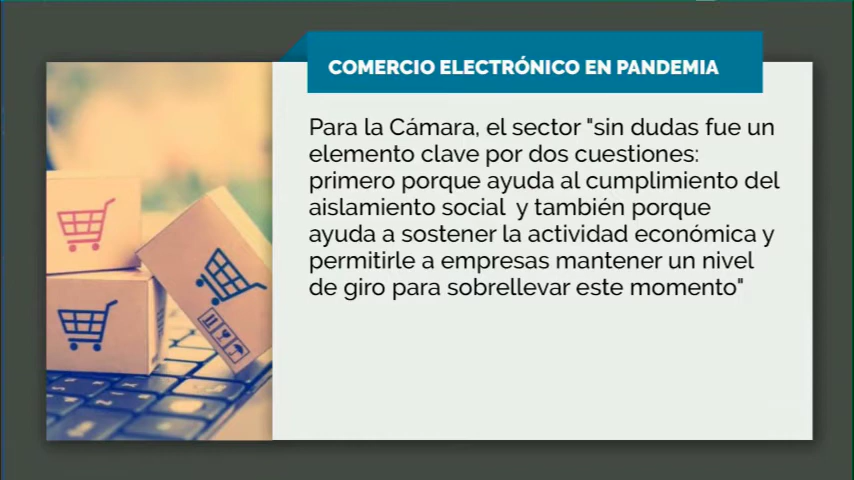 COMERCIO ELECTRÓNICO EN PANDEMIA
Para la Cámara, el sector "sin dudas fue un
elemento clave por dos cuestiones:
primero porque ayuda al cumplimiento del
aislamiento social  y también porque
ayuda a sostener la actividad económica y
permitirle a empresas mantener un nivel
de giro para sobrellevar este momento"